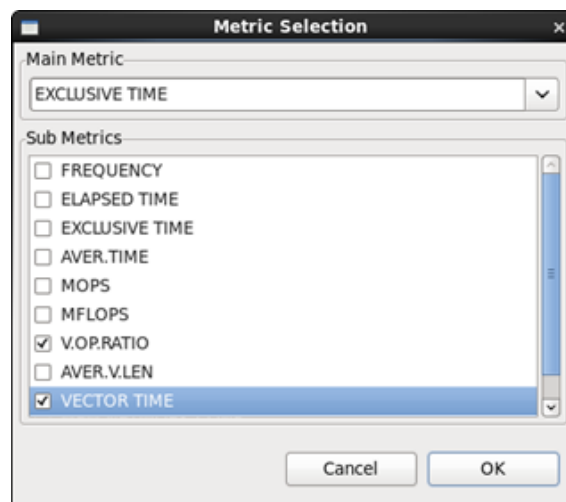 Metric Selection
Main Metric
EXCLUSIVE TIME
Sub Metrics
FREQUENCY
ELAPSED TIME
EXCLUSIVE TIME
AVER.TIME
MOPS
MFLOPS
V.OP.RATIO
AVER.V.LEN
VECTOR TIME
Cancel
OK